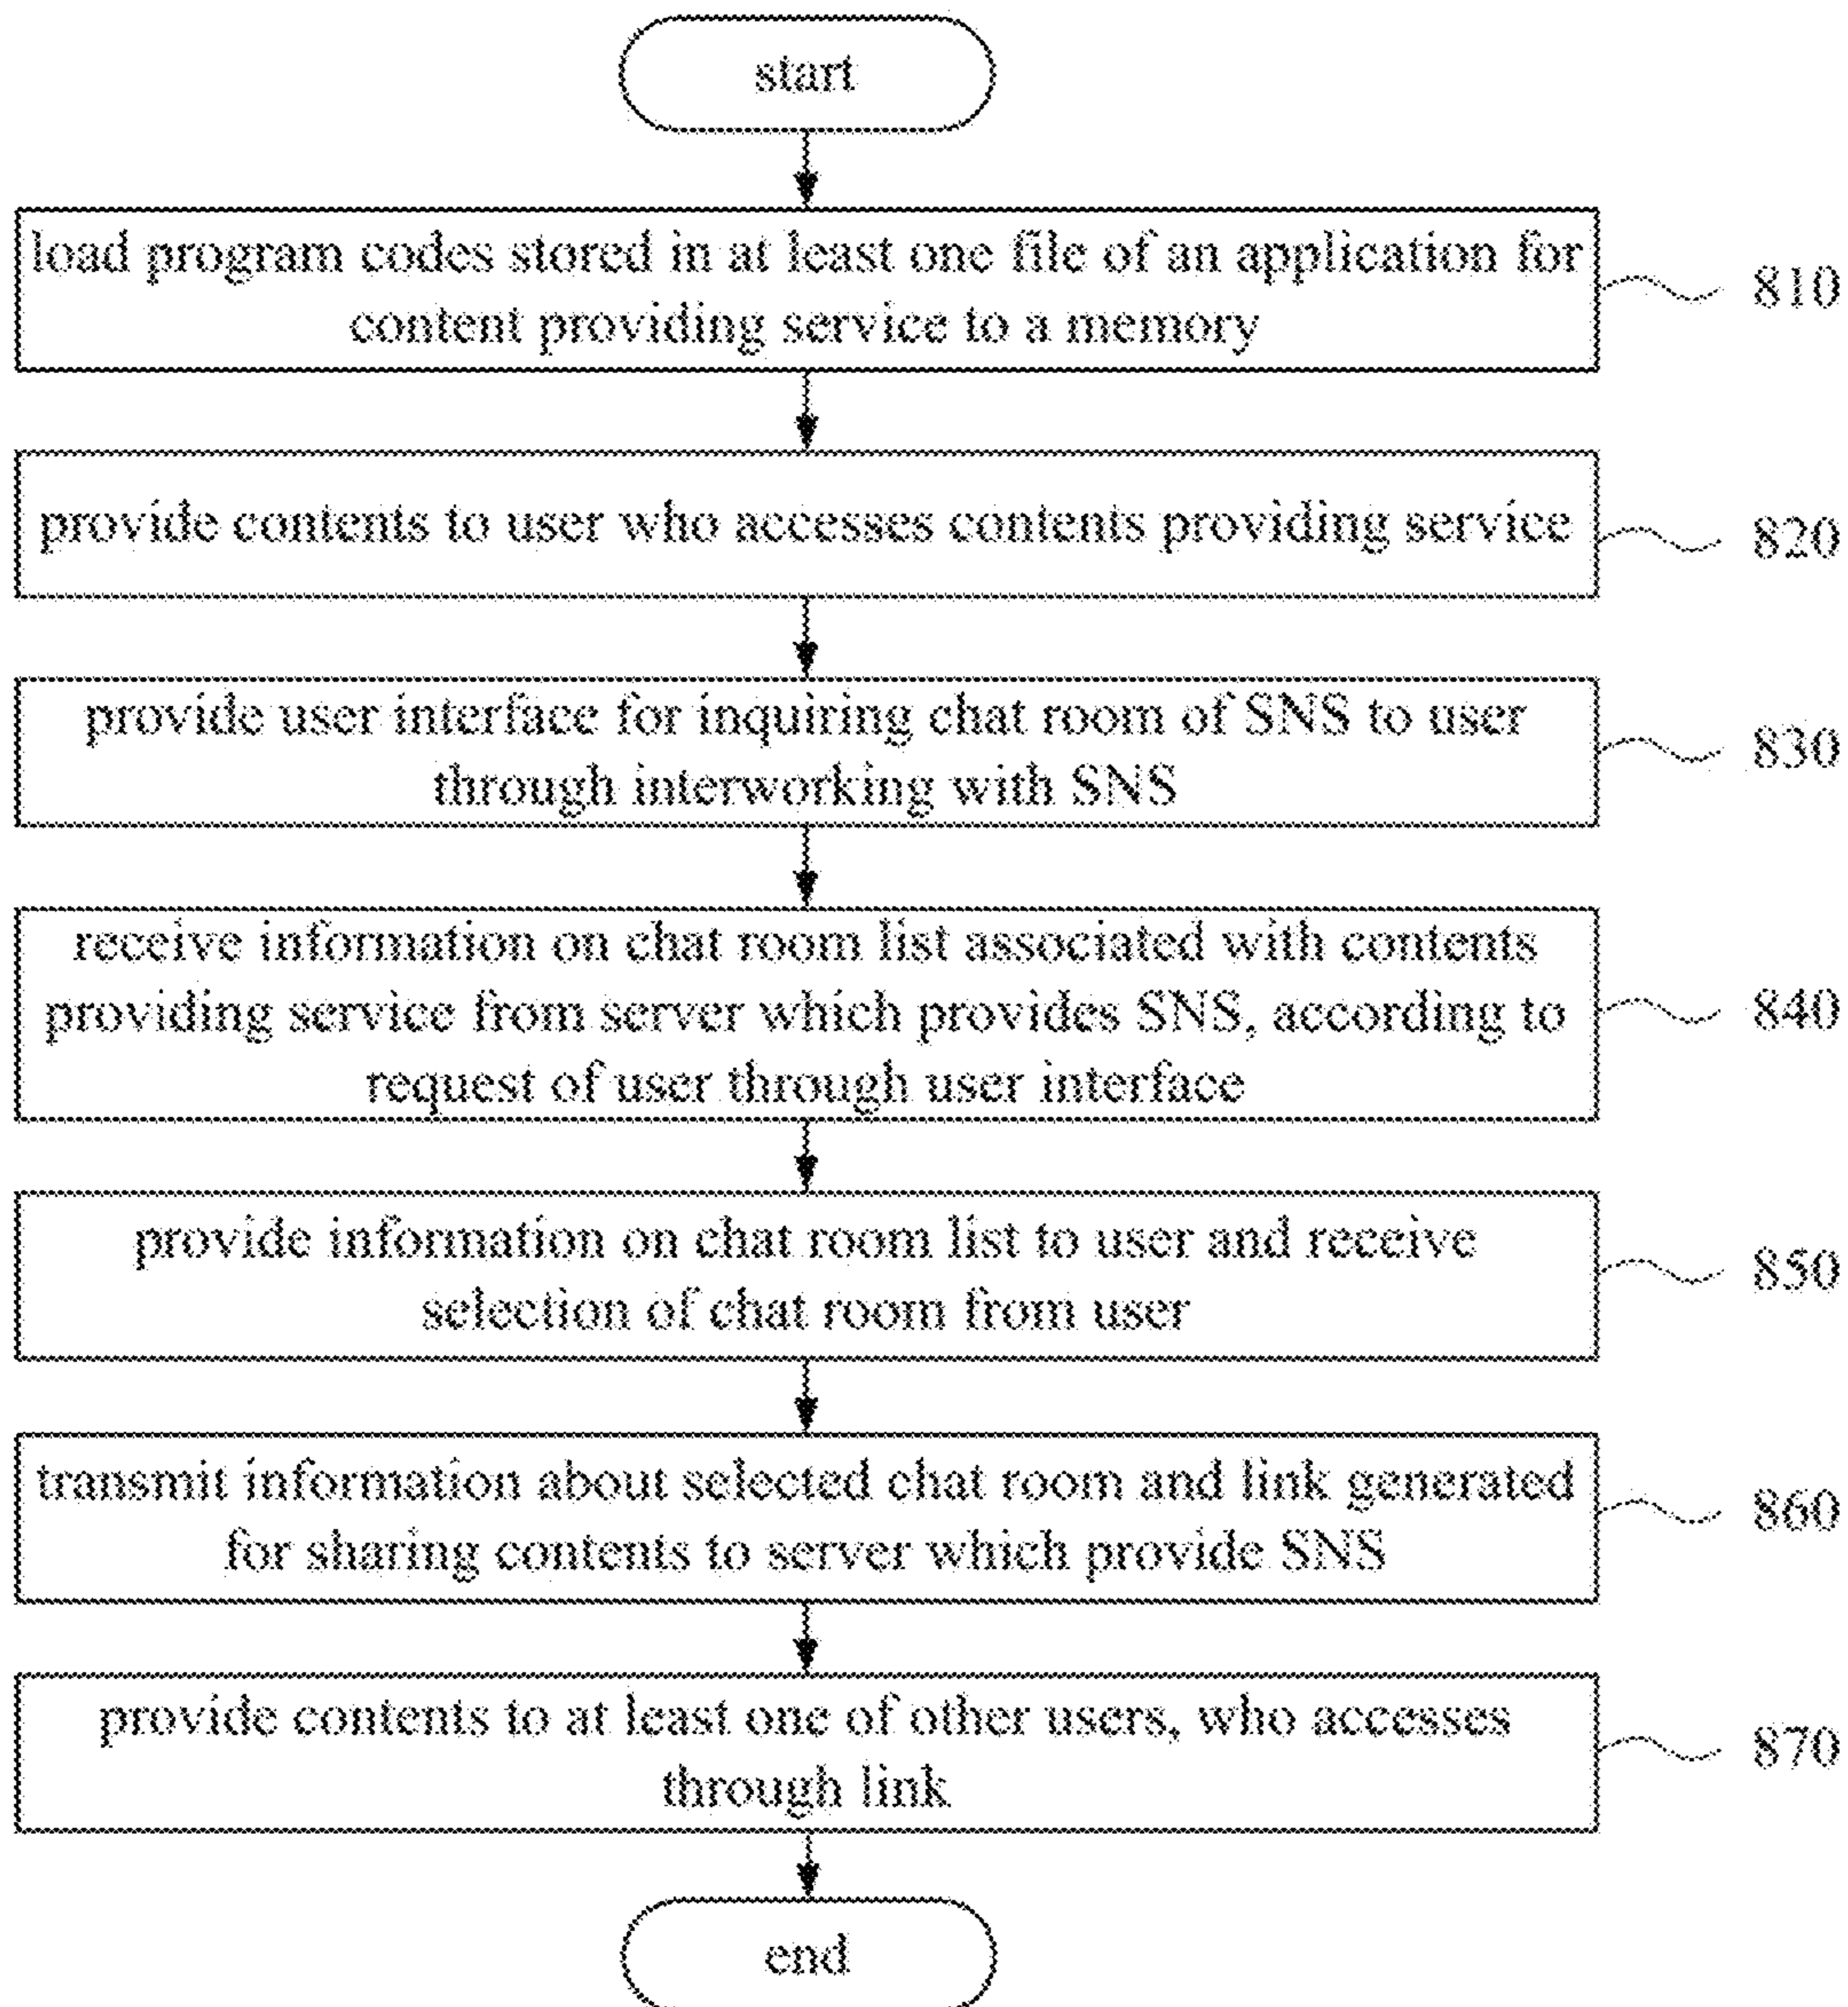 start
load program codes stored in at least one file of an application for
content providing service to a memory
810
provide contents to user who accesses contents providing service
820
provide user interface for inquiring chat room of SNS to user
through interworking with SNS
830
receive information on chat room list associated with contents
providing service from server which provides SNS, according to
request of user through user interface
840
provide information on chat room list to user and receive
selection of chat room from user
850
transmit information about selected chat room and link generated
for sharing contents to server which provide SNS
860
provide contents to at least one of other users, who accesses
through link
870
end